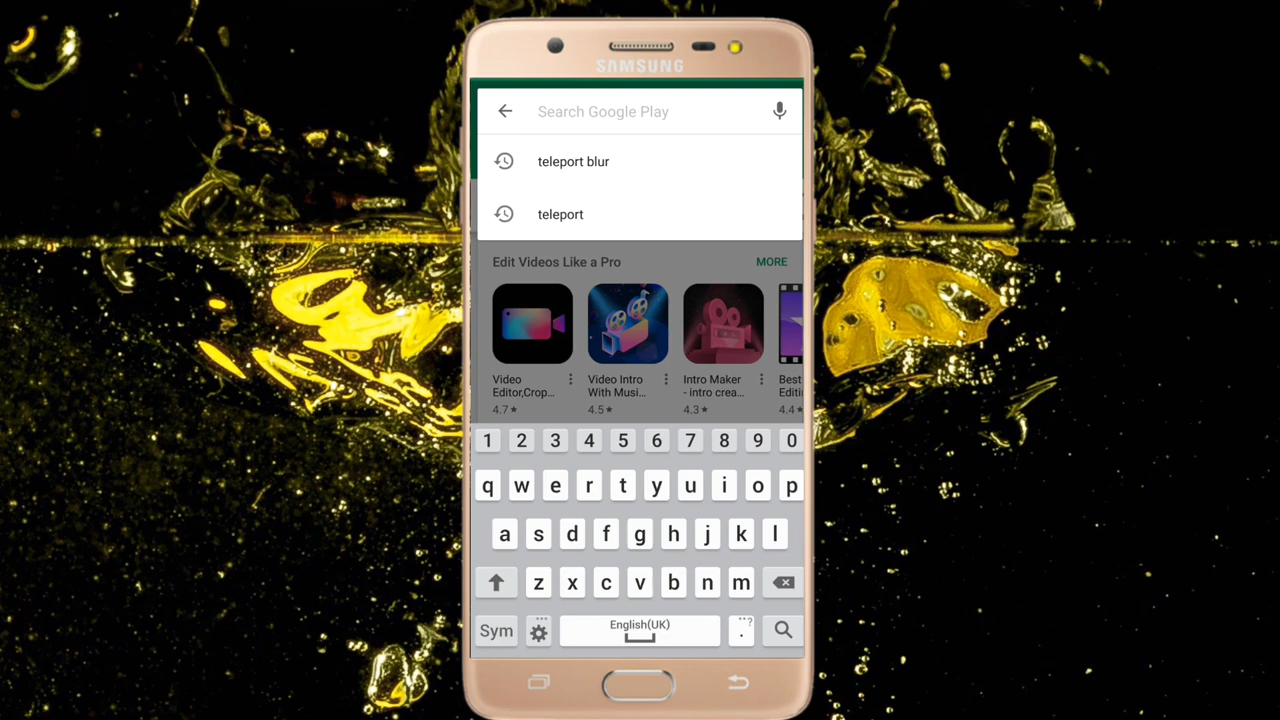 SAMSUNG
Search Google Play
teleport blur
teleport
Edit Videos Like a Pro
MORE
Video
Editor,Crop...
4.7★
Video Intro
With Musi...
4.5★
Intro Maker
- intro crea...
4.3★
Best
Editi
4.4★
1 2 3 4 5 6 7 8 9 0
q w e r t y u i o p
a s d f g h j k l
z x c v b n m
Sym English(UK) . ?